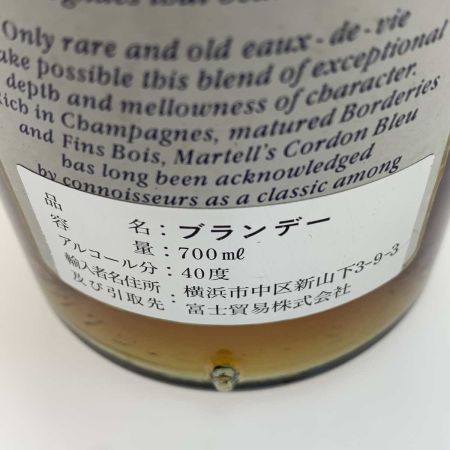 Only rare and old eaux-de-vie
ake possible this blend of exceptional
depth and mellowness of character.
Rich in Champagnes, matured Borderies
and Fins Bois, Martell's Cordon Bleu
has long been acknowledged
by connoisseurs as a classic among
品名：ブランデー
容量：700mℓ
アルコール分：40度
輸入者名住所：横浜市中区新山下3-9-3
及び引取先：富士貿易株式会社